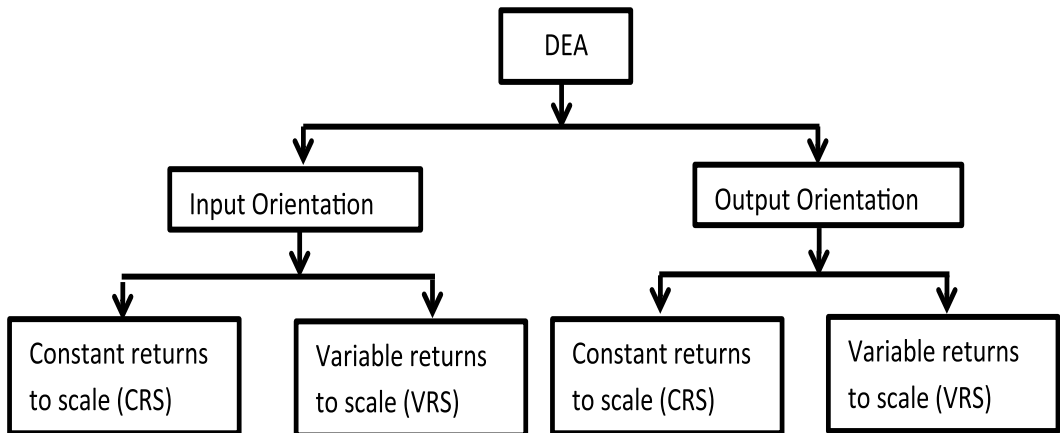 DEA
Input Orientation
Output Orientation
Constant returns
to scale (CRS)
Variable returns
to scale (VRS)
Constant returns
to scale (CRS)
Variable returns
to scale (VRS)